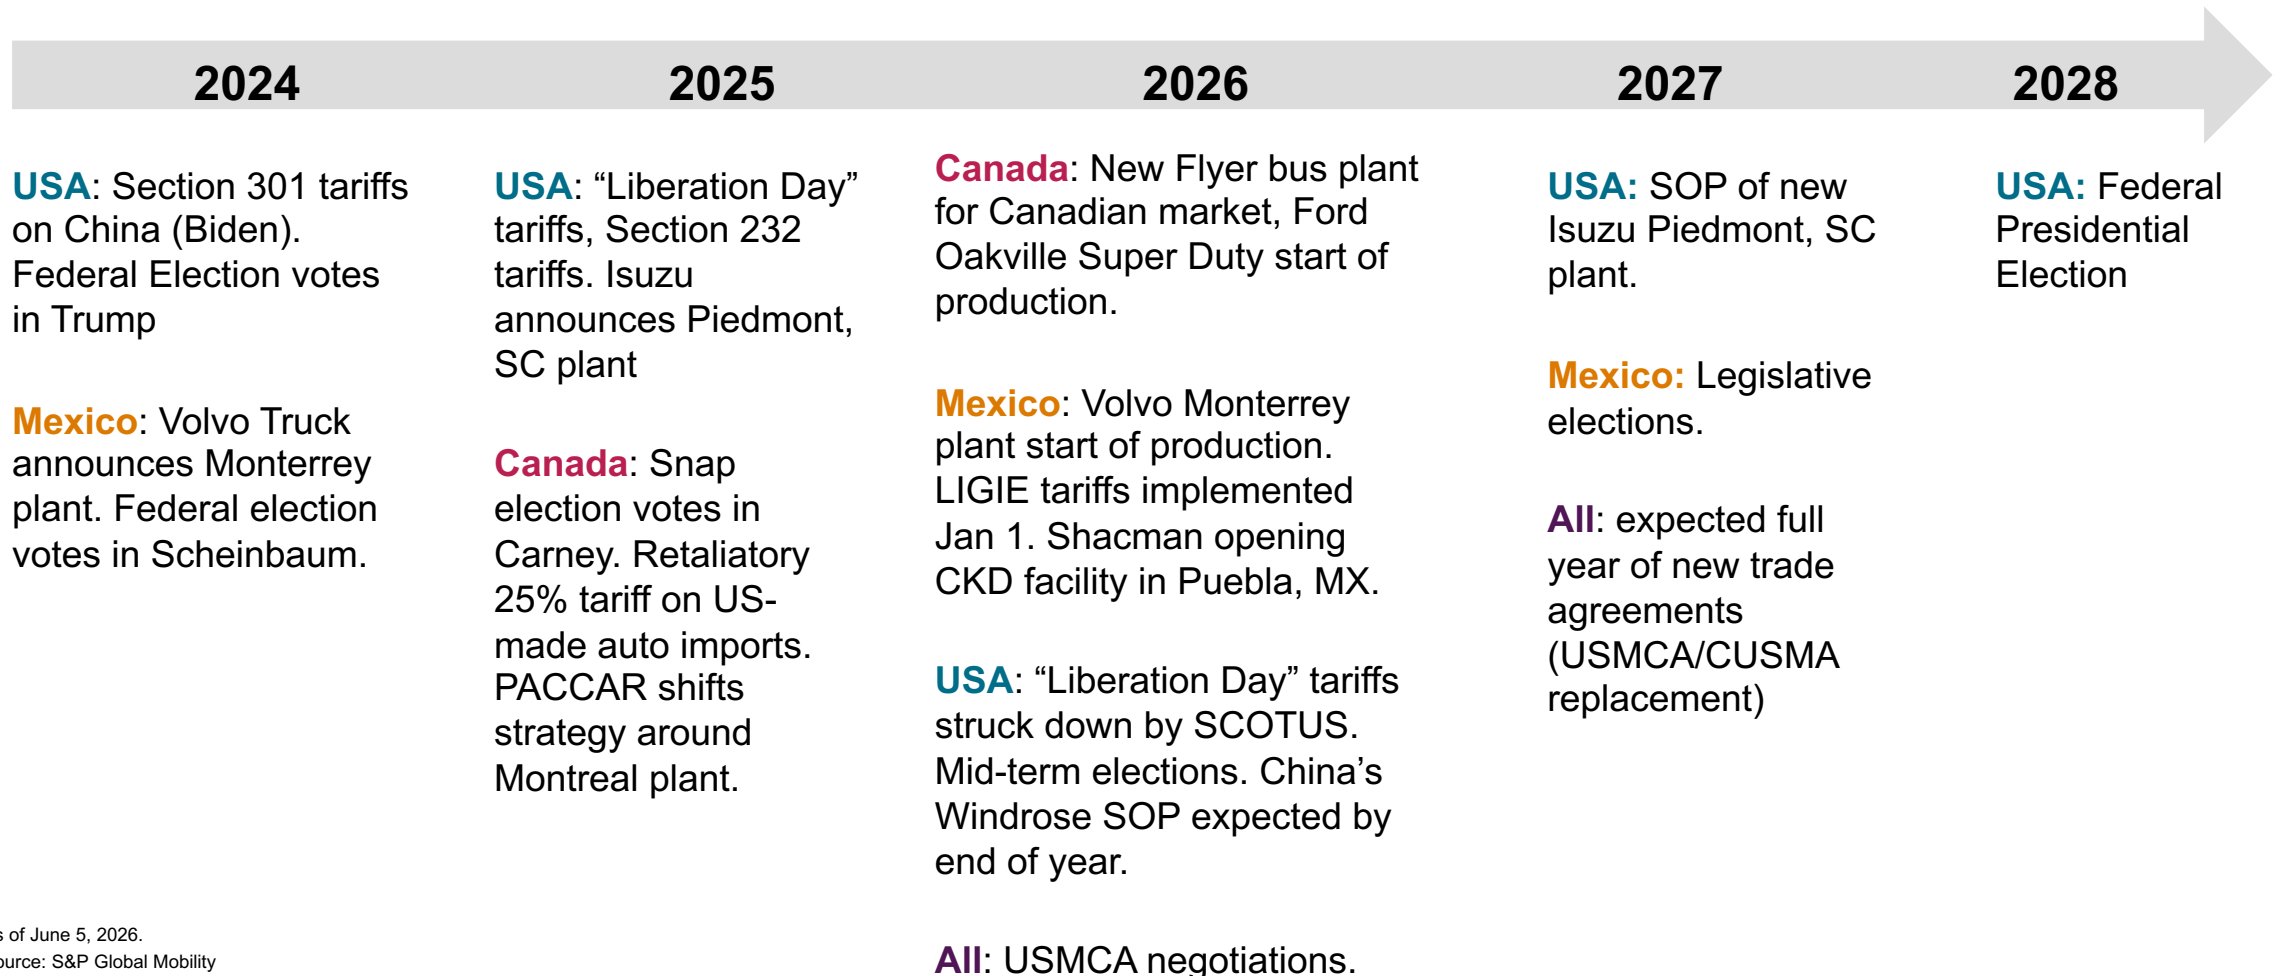 2024
2025
2026
2027
2028
USA: Section 301 tariffs
on China (Biden).
Federal Election votes
in Trump
Mexico: Volvo Truck
announces Monterrey
plant. Federal election
votes in Scheinbaum.
USA: “Liberation Day”
tariffs, Section 232
tariffs. Isuzu
announces Piedmont,
SC plant
Canada: Snap
election votes in
Carney. Retaliatory
25% tariff on US-
made auto imports.
PACCAR shifts
strategy around
Montreal plant.
Canada: New Flyer bus plant
for Canadian market, Ford
Oakville Super Duty start of
production.
Mexico: Volvo Monterrey
plant start of production.
LIGIE tariffs implemented
Jan 1. Shacman opening
CKD facility in Puebla, MX.
USA: “Liberation Day” tariffs
struck down by SCOTUS.
Mid-term elections. China’s
Windrose SOP expected by
end of year.
All: USMCA negotiations.
USA: SOP of new
Isuzu Piedmont, SC
plant.
Mexico: Legislative
elections.
All: expected full
year of new trade
agreements
(USMCA/CUSMA
replacement)
USA: Federal
Presidential
Election
s of June 5, 2026.
ource: S&P Global Mobility